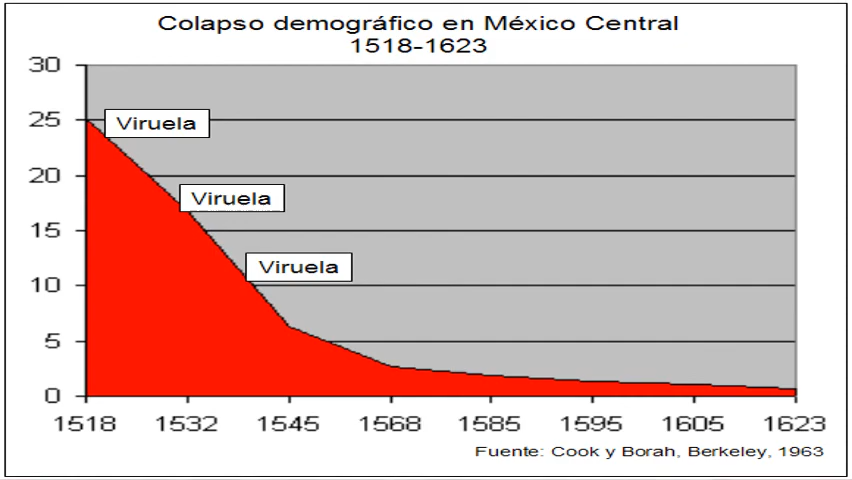 Colapso demográfico en México Central
1518-1623
30
25
20
15
10
5
0
Viruela
Viruela
Viruela
1518 1532 1545 1568 1585 1595 1605 1623
Fuente: Cook y Borah, Berkeley, 1963